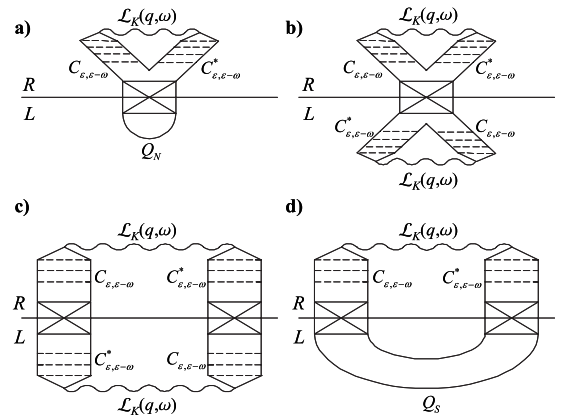 a)
ℒ_K(q,ω)
C_{ε,ε−ω}
C*_{ε,ε−ω}
R
L
Q_N
b)
ℒ_K(q,ω)
C_{ε,ε−ω}
C*_{ε,ε−ω}
R
L
C*_{ε,ε−ω}
C_{ε,ε−ω}
ℒ_K(q,ω)
c)
ℒ_K(q,ω)
C_{ε,ε−ω}
C*_{ε,ε−ω}
R
L
C*_{ε,ε−ω}
C_{ε,ε−ω}
ℒ_K(q,ω)
d)
ℒ_K(q,ω)
C_{ε,ε−ω}
C*_{ε,ε−ω}
R
L
Q_S